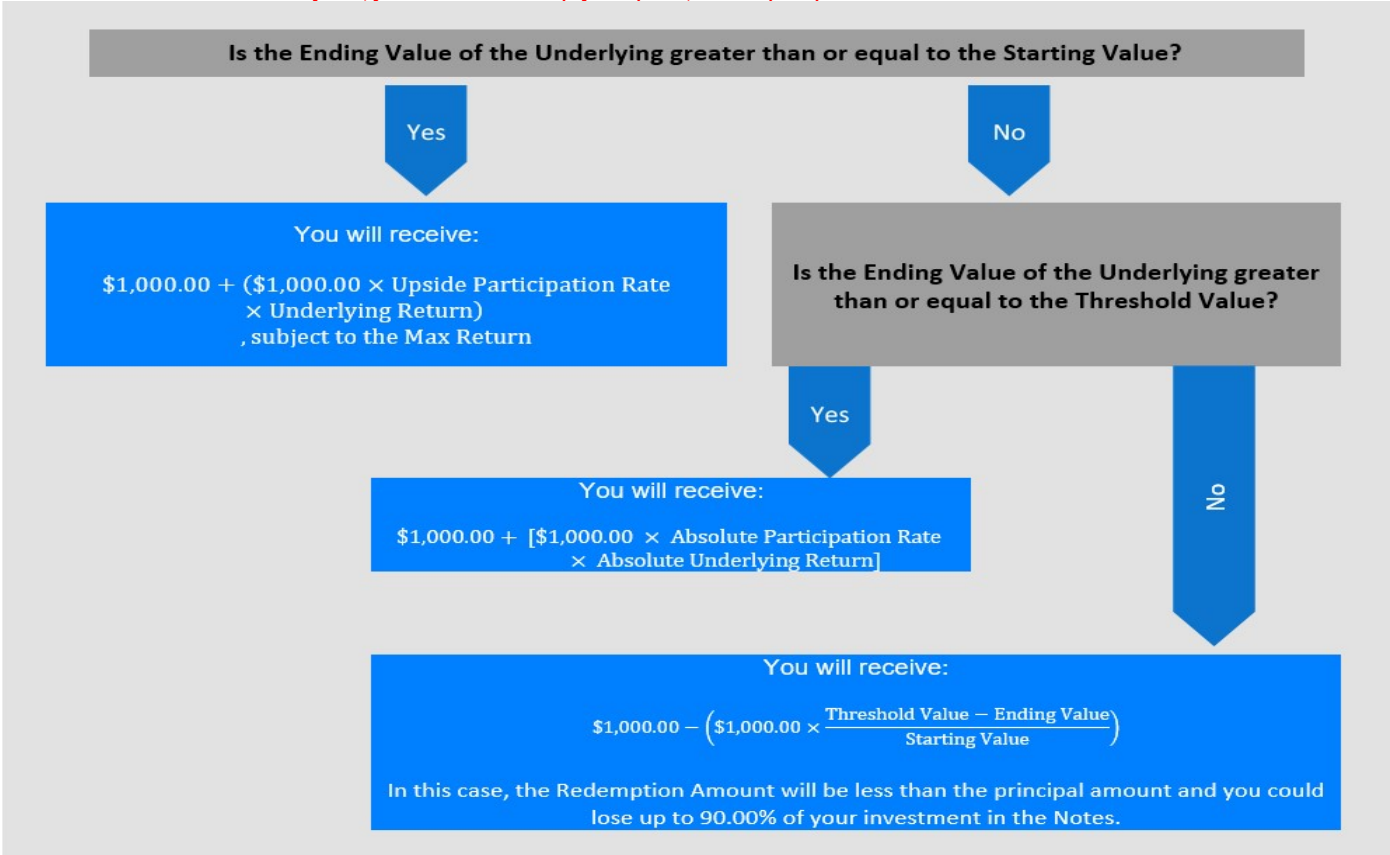 Is the Ending Value of the Underlying greater than or equal to the Starting Value?
Yes
No
You will receive:
$1,000.00 + ($1,000.00 × Upside Participation Rate
× Underlying Return)
, subject to the Max Return
Is the Ending Value of the Underlying greater
than or equal to the Threshold Value?
Yes
No
You will receive:
$1,000.00 + [$1,000.00 × Absolute Participation Rate
× Absolute Underlying Return]
You will receive:
$1,000.00 − ($1,000.00 × (Threshold Value − Ending Value) / Starting Value)
In this case, the Redemption Amount will be less than the principal amount and you could
lose up to 90.00% of your investment in the Notes.